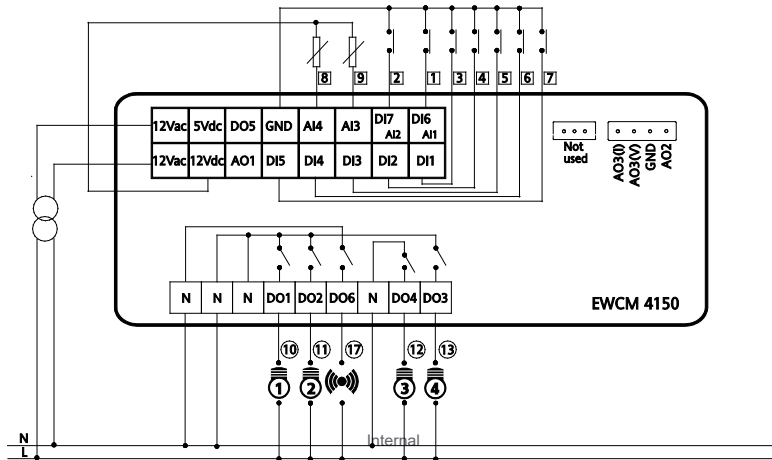 8 9 2 1 3 4 5 6 7
12Vac 5Vdc DO5 GND AI4 AI3 DI7 AI2 DI6 AI1
12Vac 12Vdc AO1 DI5 DI4 DI3 DI2 DI1
Not used
AO3(I)
AO3(V)
GND
AO2
N N N DO1 DO2 DO6 N DO4 DO3
EWCM 4150
10 11 17 12 13
1 2 3 4
N
Internal
L